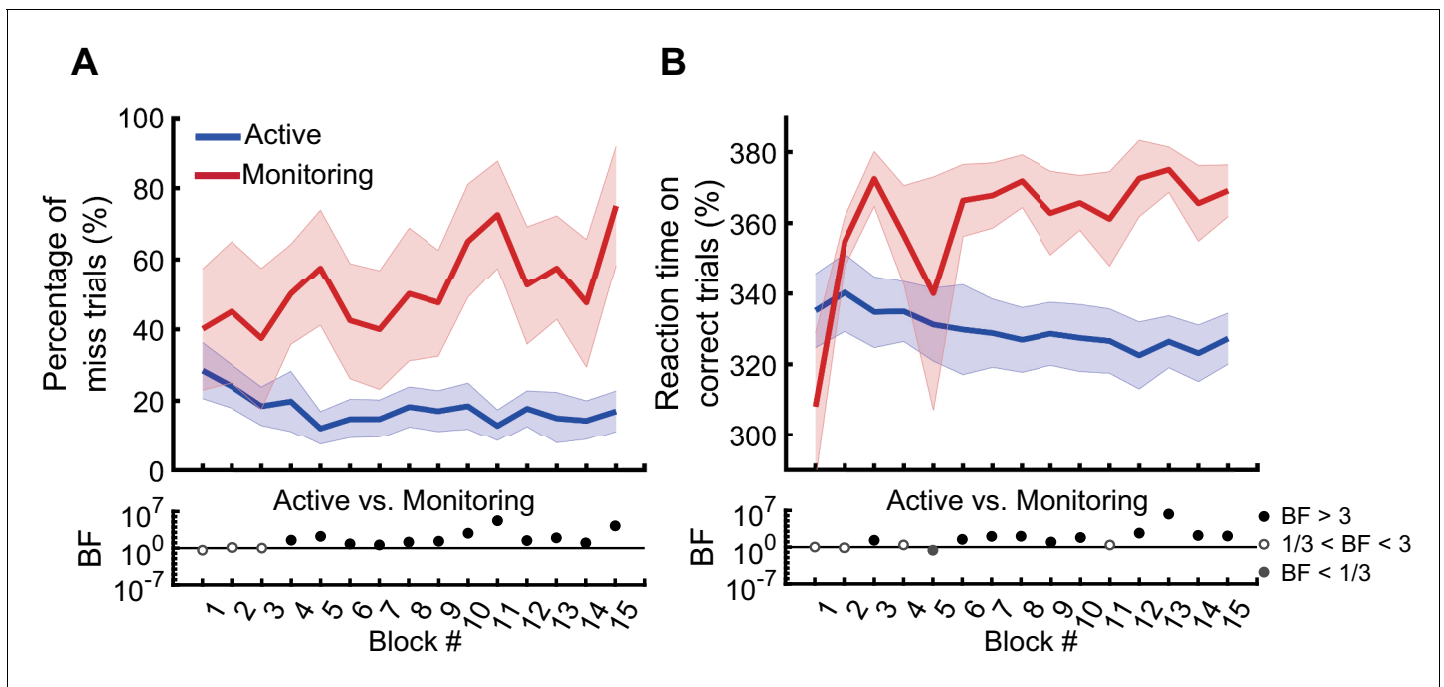 A
100
80
60
40
20
0
Percentage of
miss trials (%)
Active
Monitoring
Active vs. Monitoring
10^7
10^0
10^-7
BF
1 2 3 4 5 6 7 8 9 10 11 12 13 14 15
Block #
B
380
360
340
320
300
Reaction time on
correct trials (%)
Active vs. Monitoring
10^7
10^0
10^-7
BF
1 2 3 4 5 6 7 8 9 10 11 12 13 14 15
Block #
BF > 3
1/3 < BF < 3
BF < 1/3